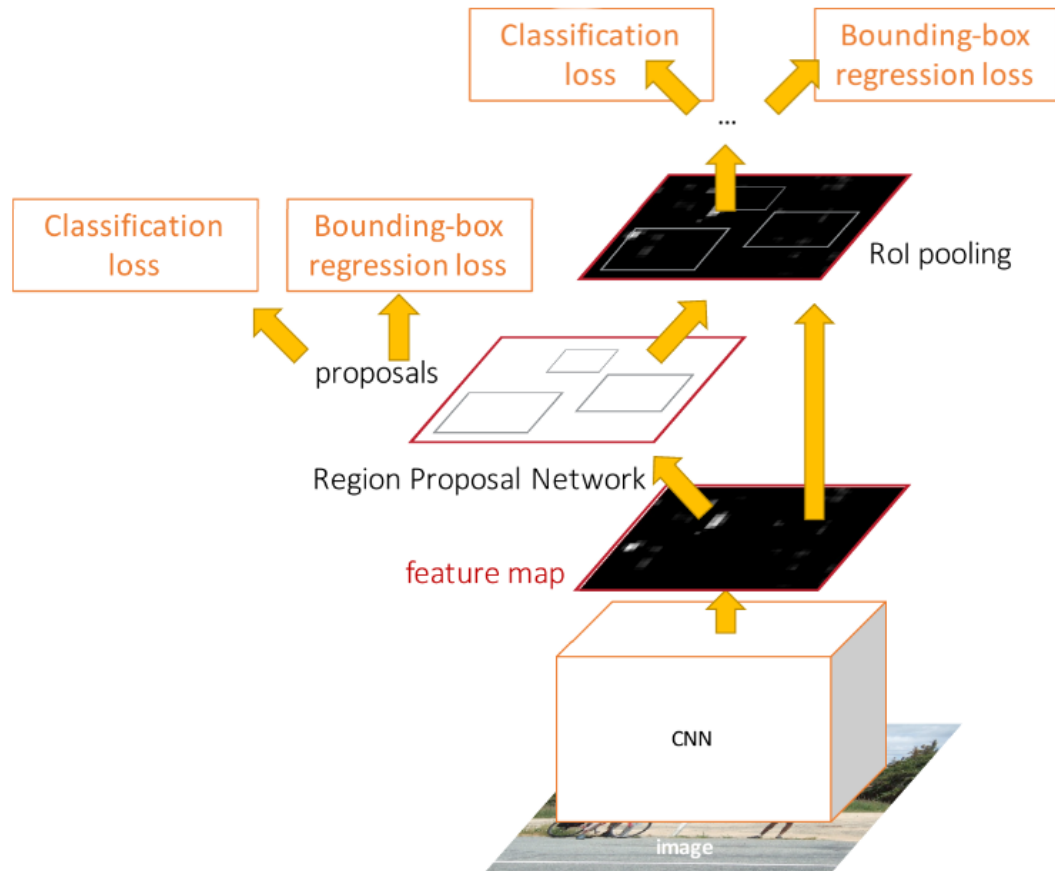 Classification
loss
Bounding-box
regression loss
...
Classification
loss
Bounding-box
regression loss
RoI pooling
proposals
Region Proposal Network
feature map
CNN
image